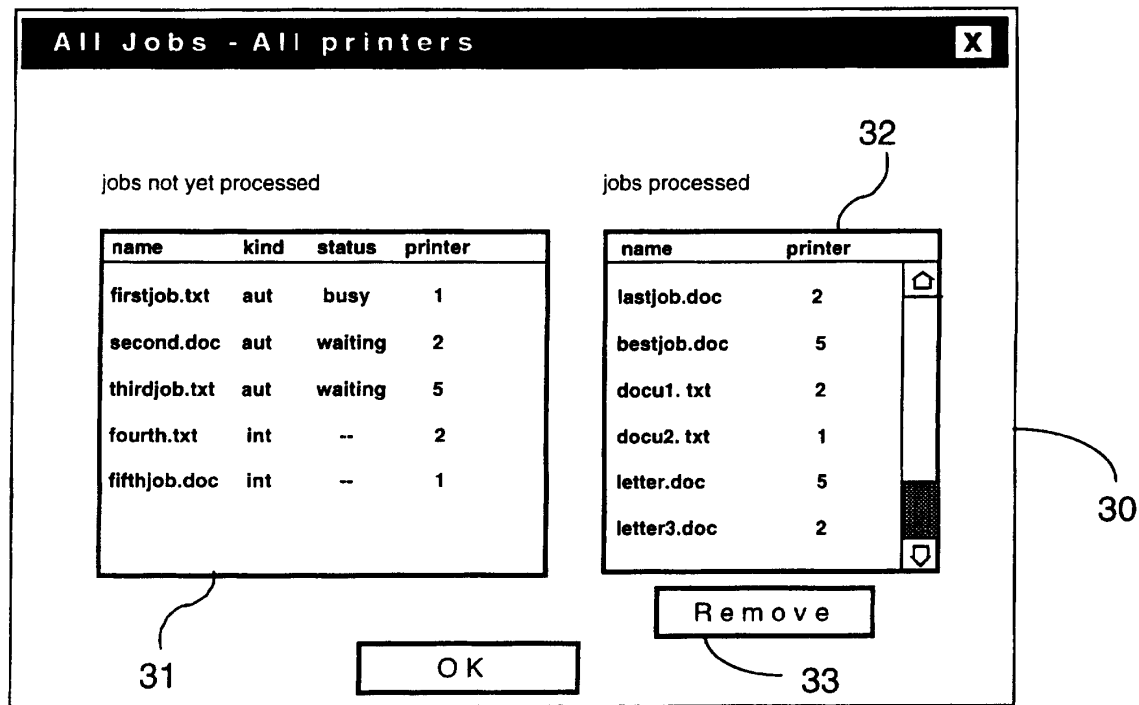 All Jobs - All printers X
32
jobs not yet processed
name kind status printer
firstjob.txt aut busy 1
second.doc aut waiting 2
thirdjob.txt aut waiting 5
fourth.txt int -- 2
fifthjob.doc int -- 1
jobs processed
name printer
lastjob.doc 2
bestjob.doc 5
docu1. txt 2
docu2. txt 1
letter.doc 5
letter3.doc 2
30
Remove
31
OK
33